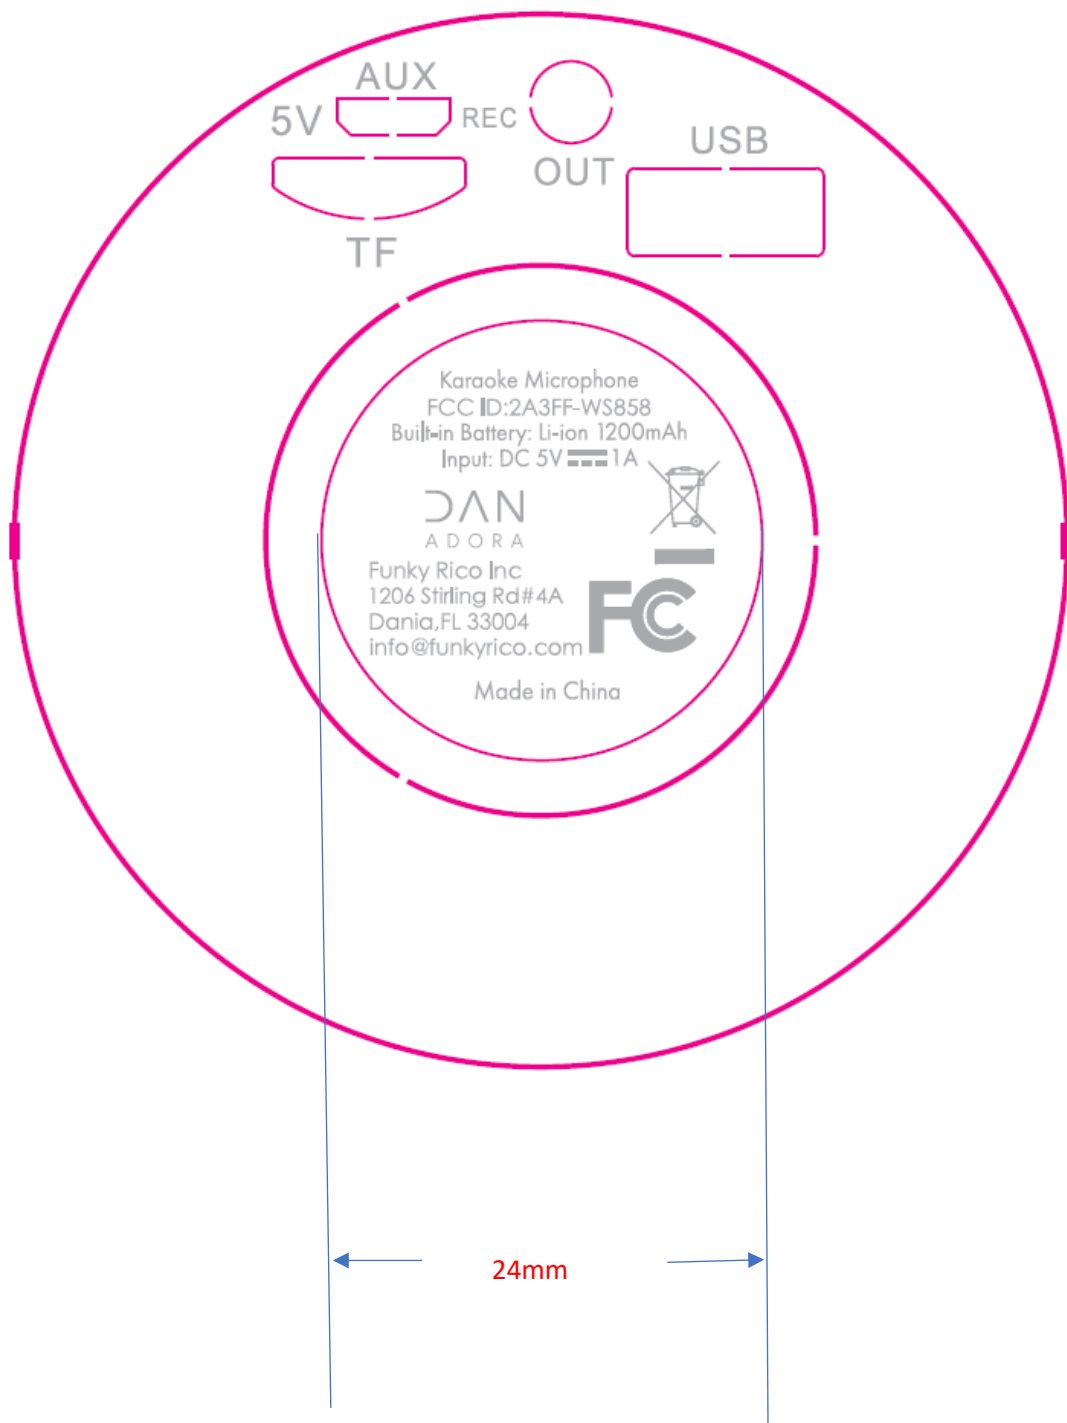 AUX
5V
REC
OUT
USB
TF
Karaoke Microphone
FCC ID:2A3FF-WS858
Built-in Battery: Li-ion 1200mAh
Input: DC 5V 1A
DAN
ADORA
Funky Rico Inc
1206 Stirling Rd#4A
Dania,FL 33004
info@funkyrico.com
FC
Made in China
24mm